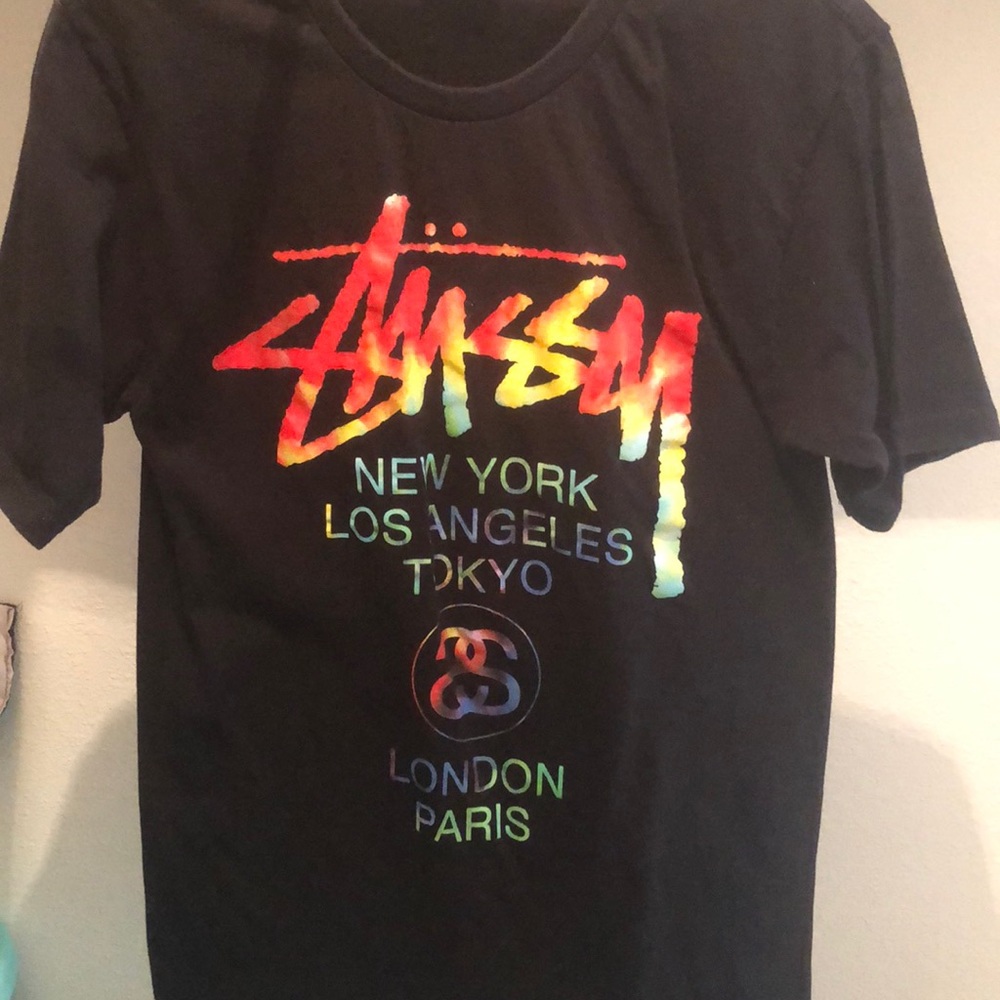 Stüssy
NEW YORK
LOS ANGELES
TOKYO
SS
LONDON
PARIS